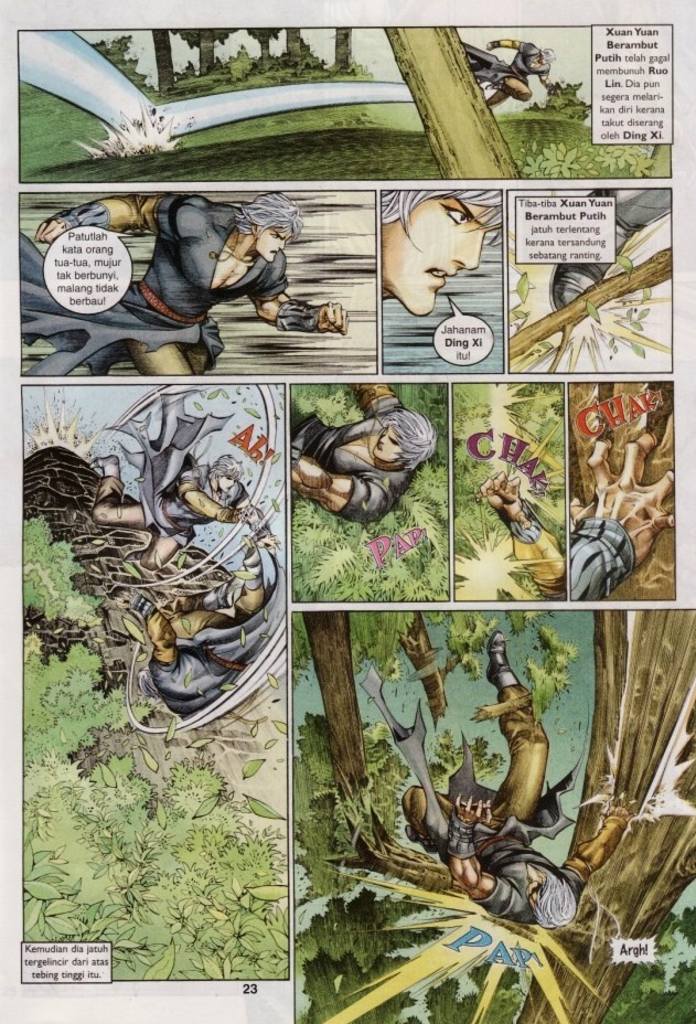 Xuan Yuan
Berambut
Putih telah gagal
membunuh Ruo
Lin. Dia pun
segera melari-
kan diri kerana
takut diserang
oleh Ding Xi.
Patutlah
kata orang
tua-tua, mujur
tak berbunyi,
malang tidak
berbau!
Jahanam
Ding Xi
itu!
Tiba-tiba Xuan Yuan
Berambut Putih
jatuh terlentang
kerana tersandung
sebatang ranting.
AH!
PAP!
CHAK!
CHAK!
Kemudian dia jatuh
tergelincir dari atas
tebing tinggi itu.
PAP!
Argh!
23